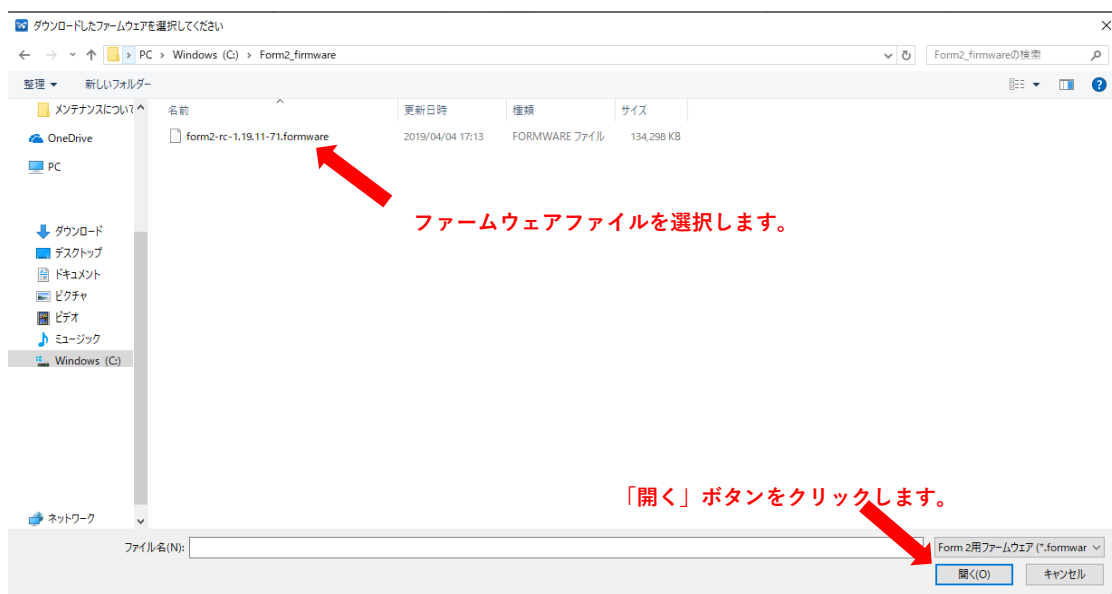 ダウンロードしたファームウェアを選択してください
PC › Windows (C:) › Form2_firmware
Form2_firmwareの検索
整理 新しいフォルダー
メンテナンスについて
名前 更新日時 種類 サイズ
OneDrive
form2-rc-1.19.11-71.formware 2019/04/04 17:13 FORMWARE ファイル 134,298 KB
PC
ファームウェアファイルを選択します。
ダウンロード
デスクトップ
ドキュメント
ピクチャ
ビデオ
ミュージック
Windows (C:)
「開く」ボタンをクリックします。
ネットワーク
ファイル名(N):
Form 2用ファームウェア (*.formwar
開く(O) キャンセル